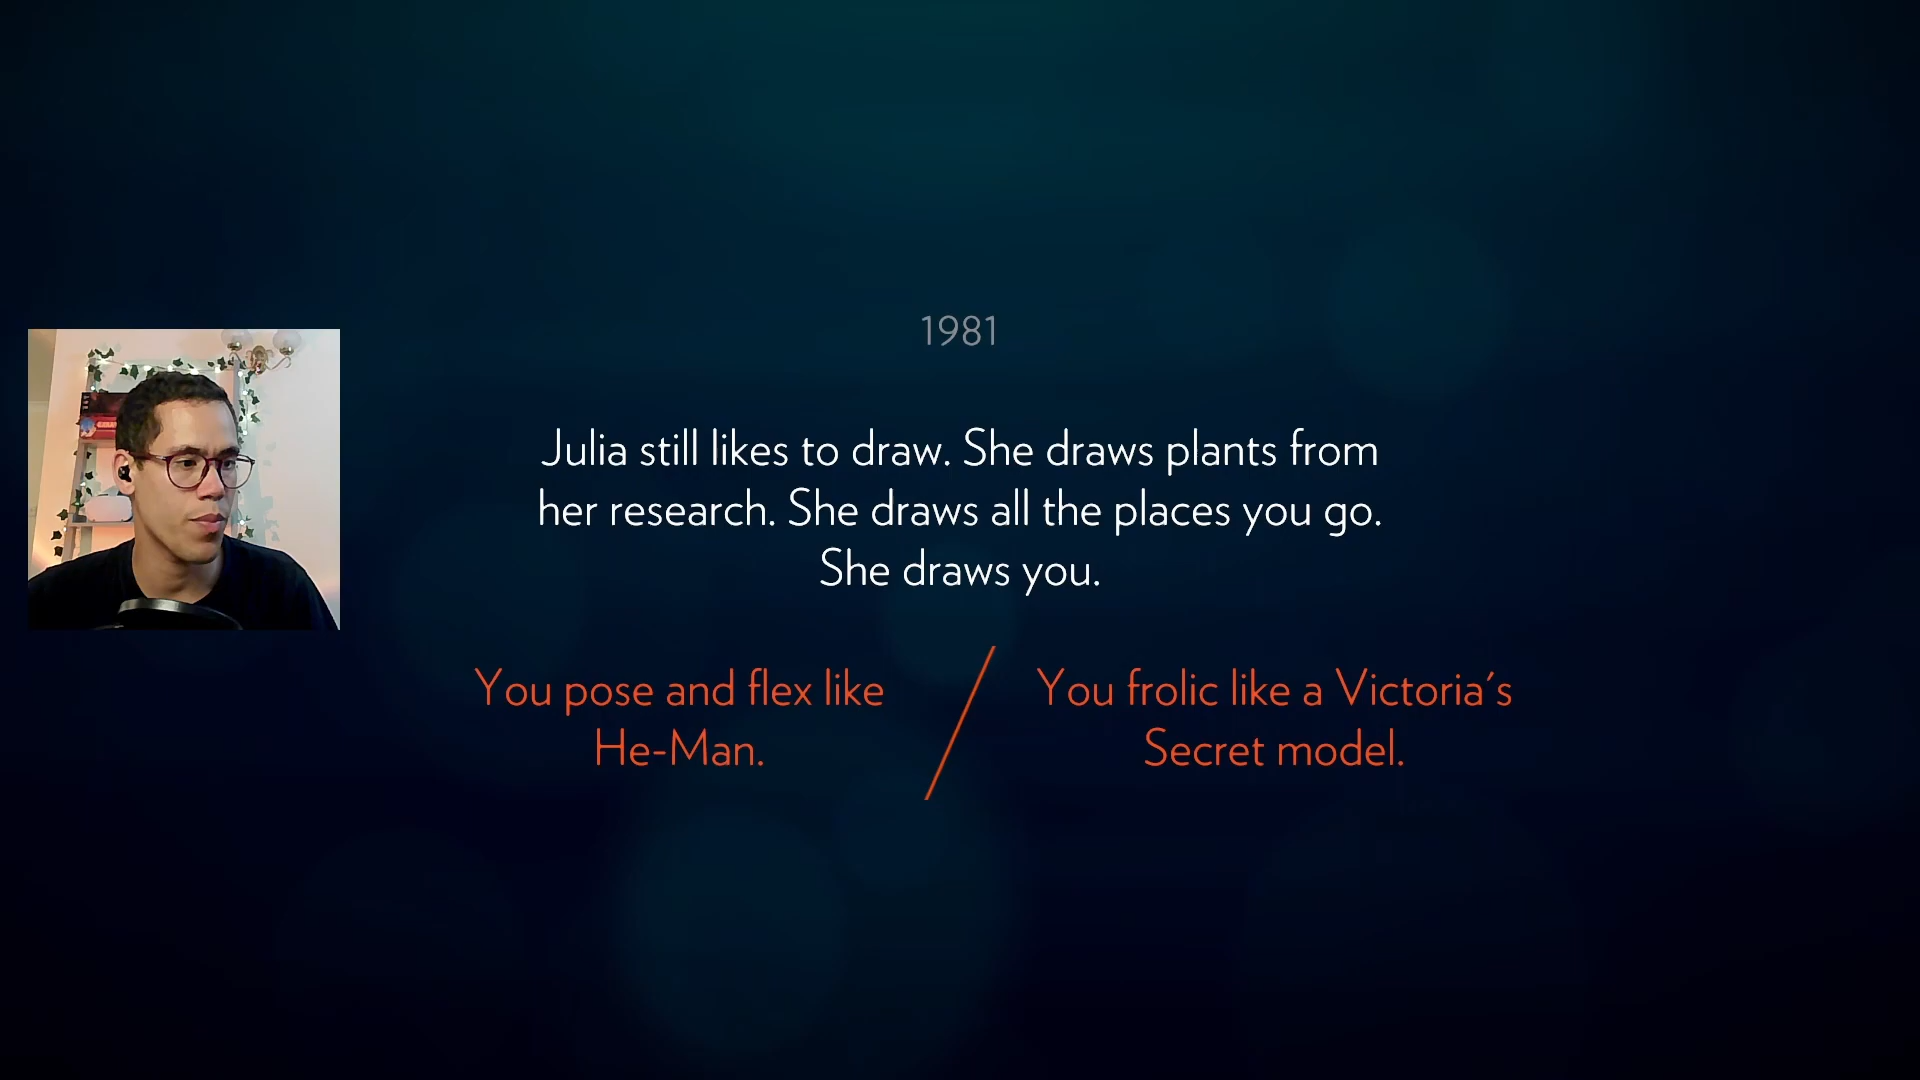 1981
Julia still likes to draw. She draws plants from
her research. She draws all the places you go.
She draws you.
You pose and flex like
He-Man.
You frolic like a Victoria's
Secret model.